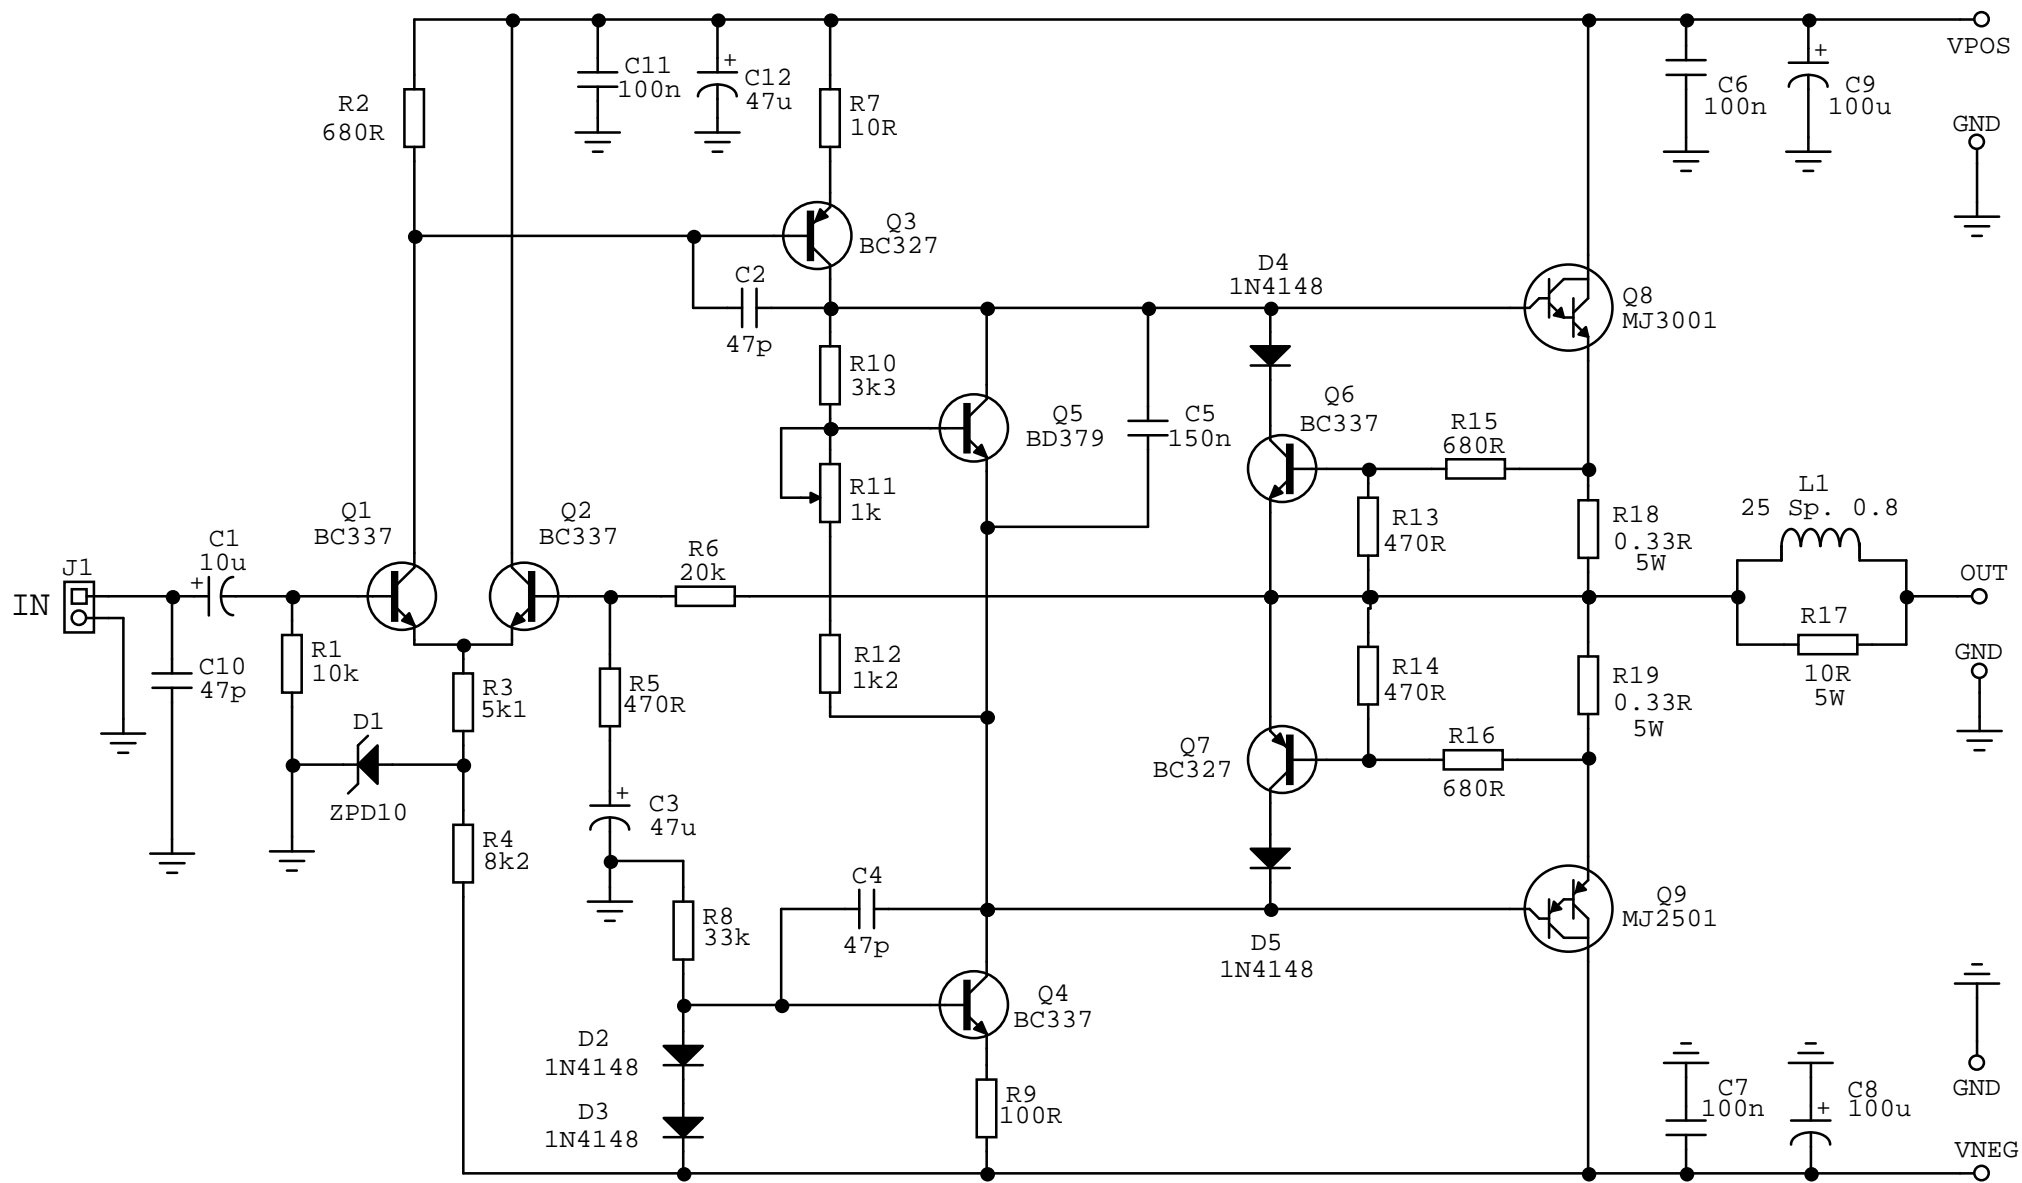 VPOS
C11
100n
+
C12
47u
R2
680R
R7
10R
+
C6
100n
C9
100u
GND
Q3
BC327
C2
47p
D4
1N4148
Q8
MJ3001
R10
3k3
Q5
BD379
C5
150n
Q6
BC337
R15
680R
R11
1k
R13
470R
R18
0.33R
5W
L1
25 Sp. 0.8
Q1
BC337
Q2
BC337
J1
IN
C1
10u
+
R6
20k
OUT
R17
10R
5W
GND
C10
47p
R1
10k
R3
5k1
R5
470R
R12
1k2
R14
470R
R19
0.33R
5W
D1
ZPD10
Q7
BC327
R16
680R
+
C3
47u
R4
8k2
C4
47p
R8
33k
D5
1N4148
Q9
MJ2501
Q4
BC337
D2
1N4148
D3
1N4148
R9
100R
C7
100n
+
C8
100u
GND
VNEG